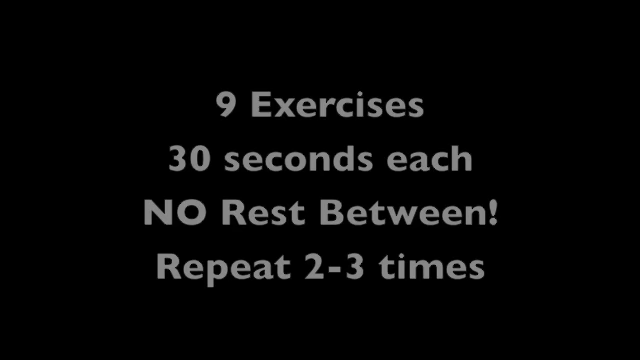 9 Exercises
30 seconds each
NO Rest Between!
Repeat 2-3 times